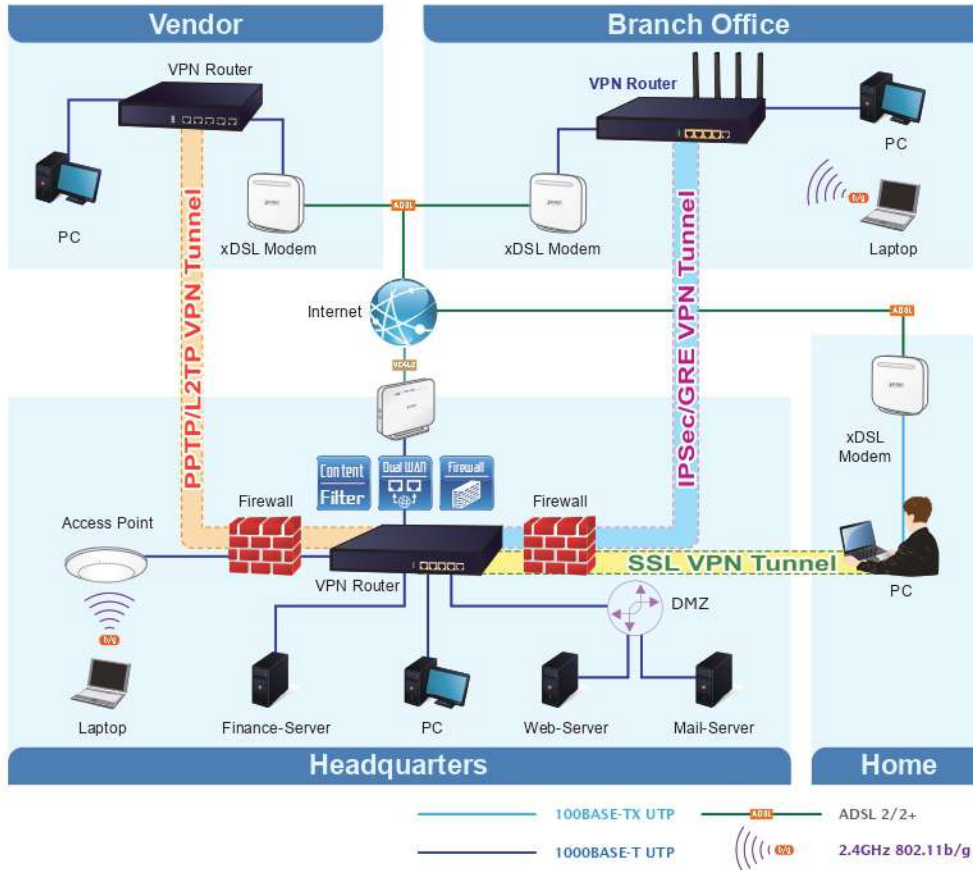 Vendor
Branch Office
VPN Router
VPN Router
PC
PC
b/g
xDSL Modem
ADSL
xDSL Modem
Laptop
PPTP/L2TP VPN Tunnel
IPSec/GRE VPN Tunnel
Internet
ADSL
VDSL2
xDSL
Modem
Content
Filter
Dual WAN
Firewall
Firewall
Firewall
Access Point
VPN Router
SSL VPN Tunnel
PC
DMZ
b/g
Laptop
Finance-Server
PC
Web-Server
Mail-Server
Headquarters
Home
100BASE-TX UTP
ADSL
ADSL 2/2+
1000BASE-T UTP
b/g
2.4GHz 802.11b/g